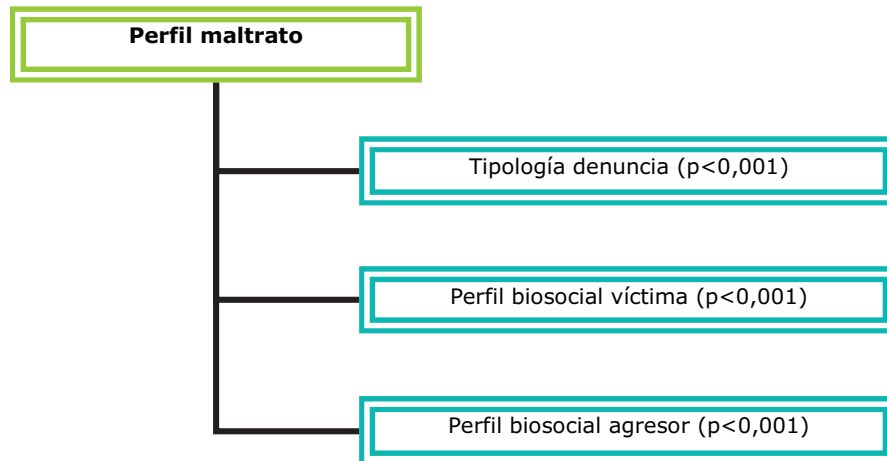 Perfil maltrato
Tipología denuncia (p<0,001)
Perfil biosocial víctima (p<0,001)
Perfil biosocial agresor (p<0,001)